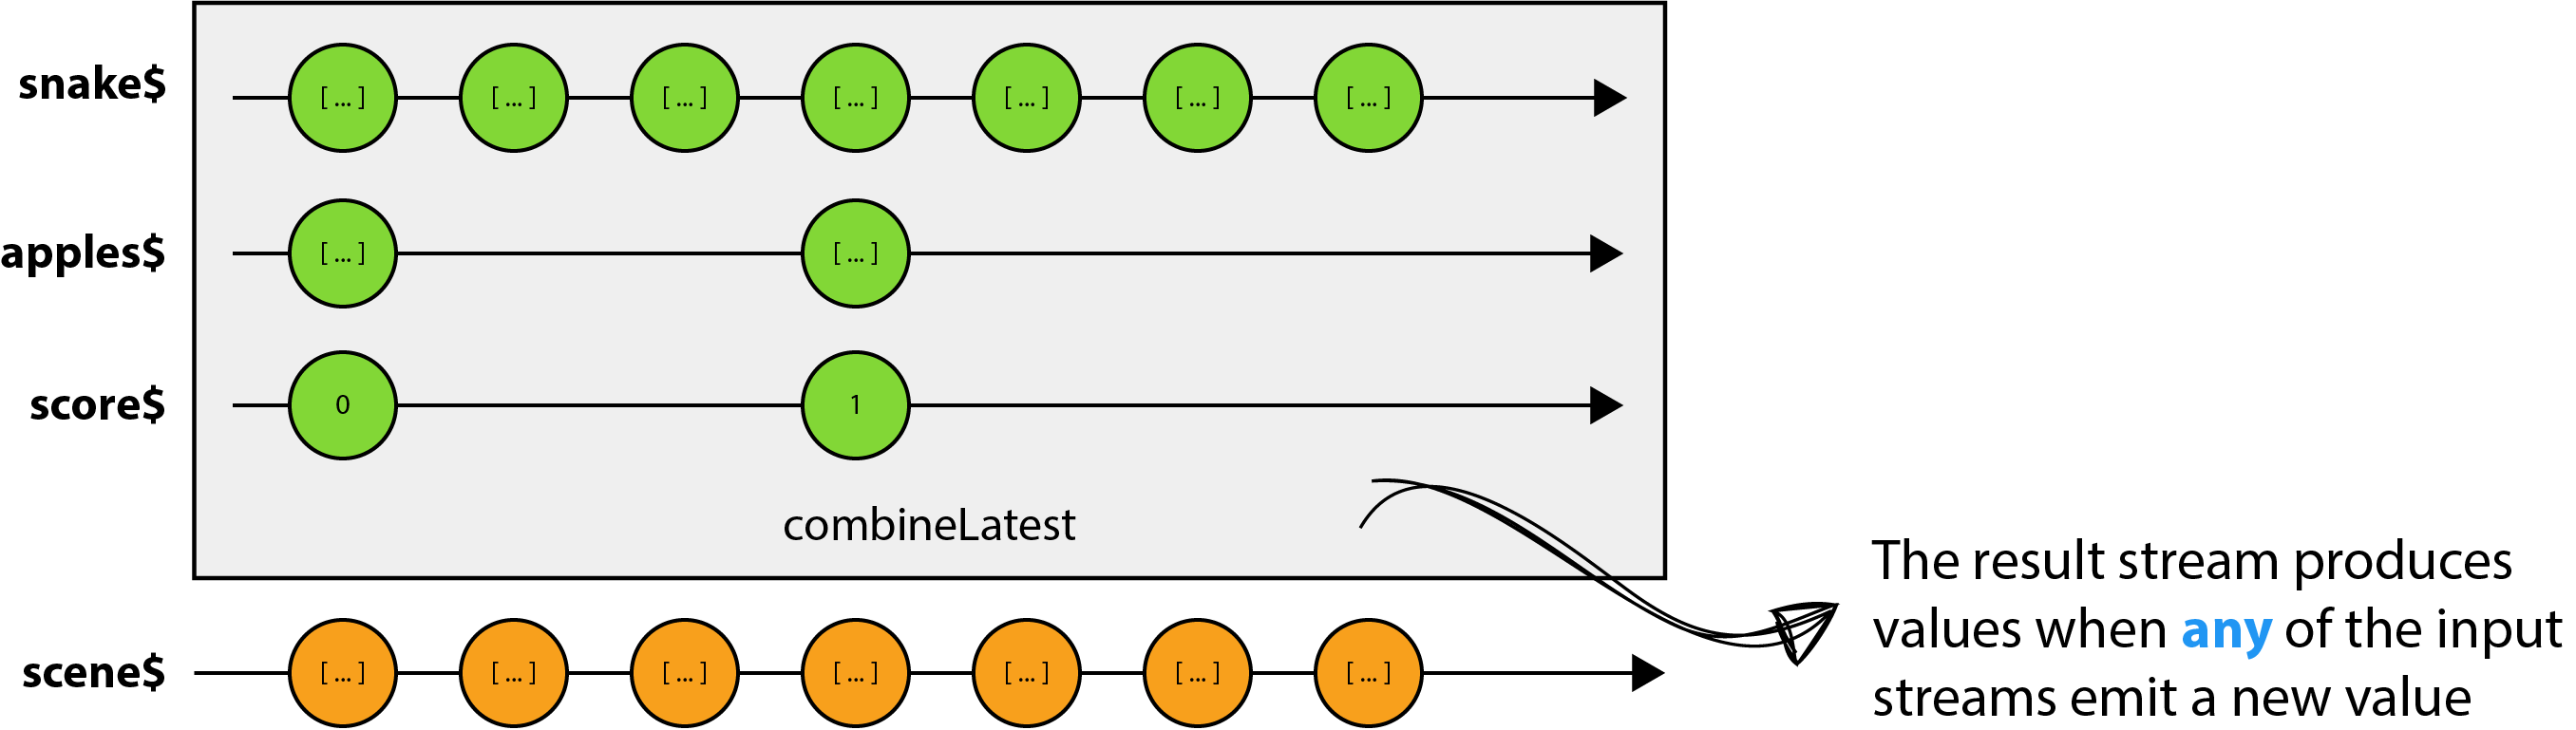 snake$
[ ... ] [ ... ] [ ... ] [ ... ] [ ... ] [ ... ] [ ... ]
apples$
[ ... ] [ ... ]
score$
0 1
combineLatest
scene$
[ ... ] [ ... ] [ ... ] [ ... ] [ ... ] [ ... ] [ ... ]
The result stream produces
values when any of the input
streams emit a new value